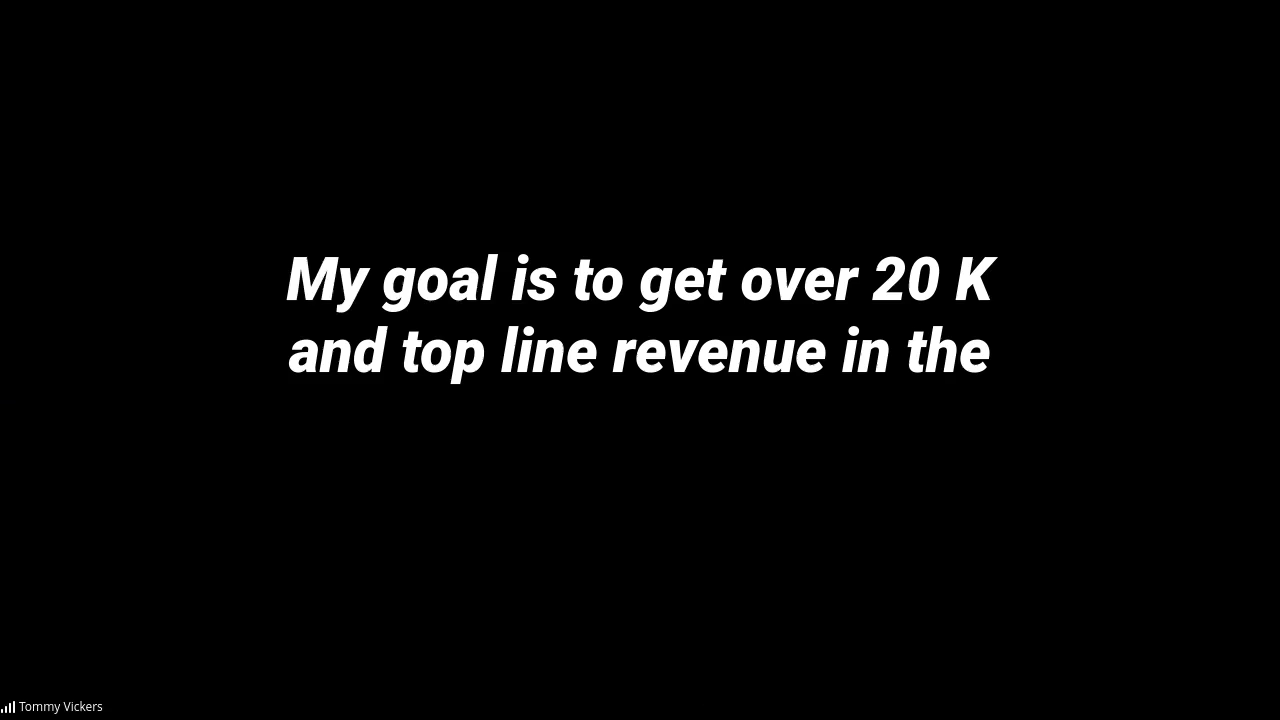 My goal is to get over 20 K
and top line revenue in the
Tommy Vickers